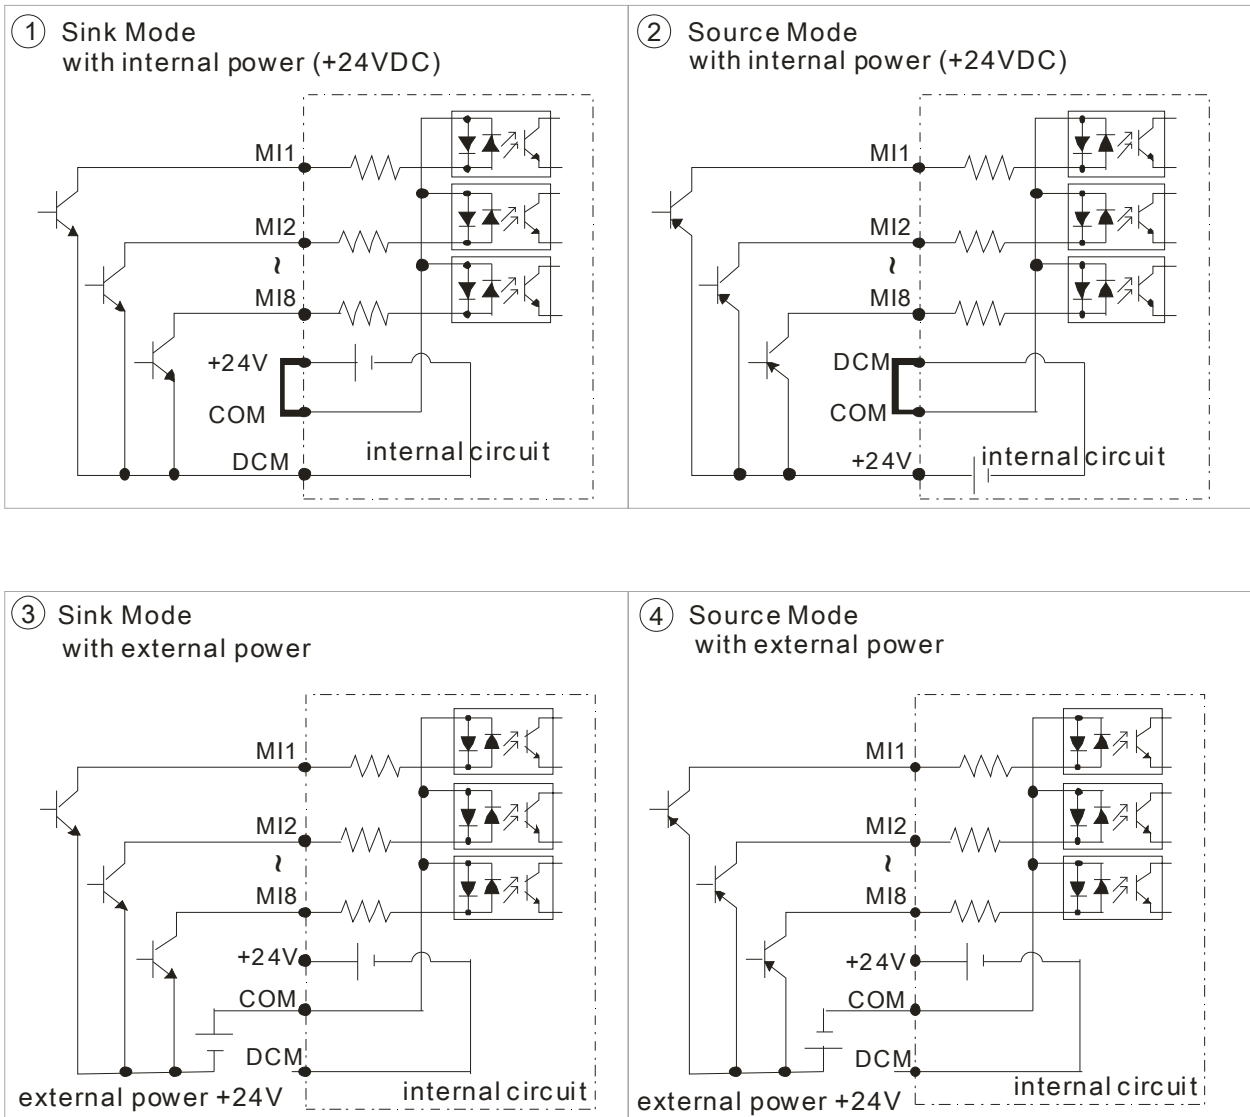 1 Sink Mode
with internal power (+24VDC)
MI1
MI2
~
MI8
+24V
COM
DCM
internal circuit
2 Source Mode
with internal power (+24VDC)
MI1
MI2
~
MI8
DCM
COM
+24V
internal circuit
3 Sink Mode
with external power
MI1
MI2
~
MI8
+24V
COM
DCM
external power +24V
internal circuit
4 Source Mode
with external power
MI1
MI2
~
MI8
+24V
COM
DCM
external power +24V
internal circuit